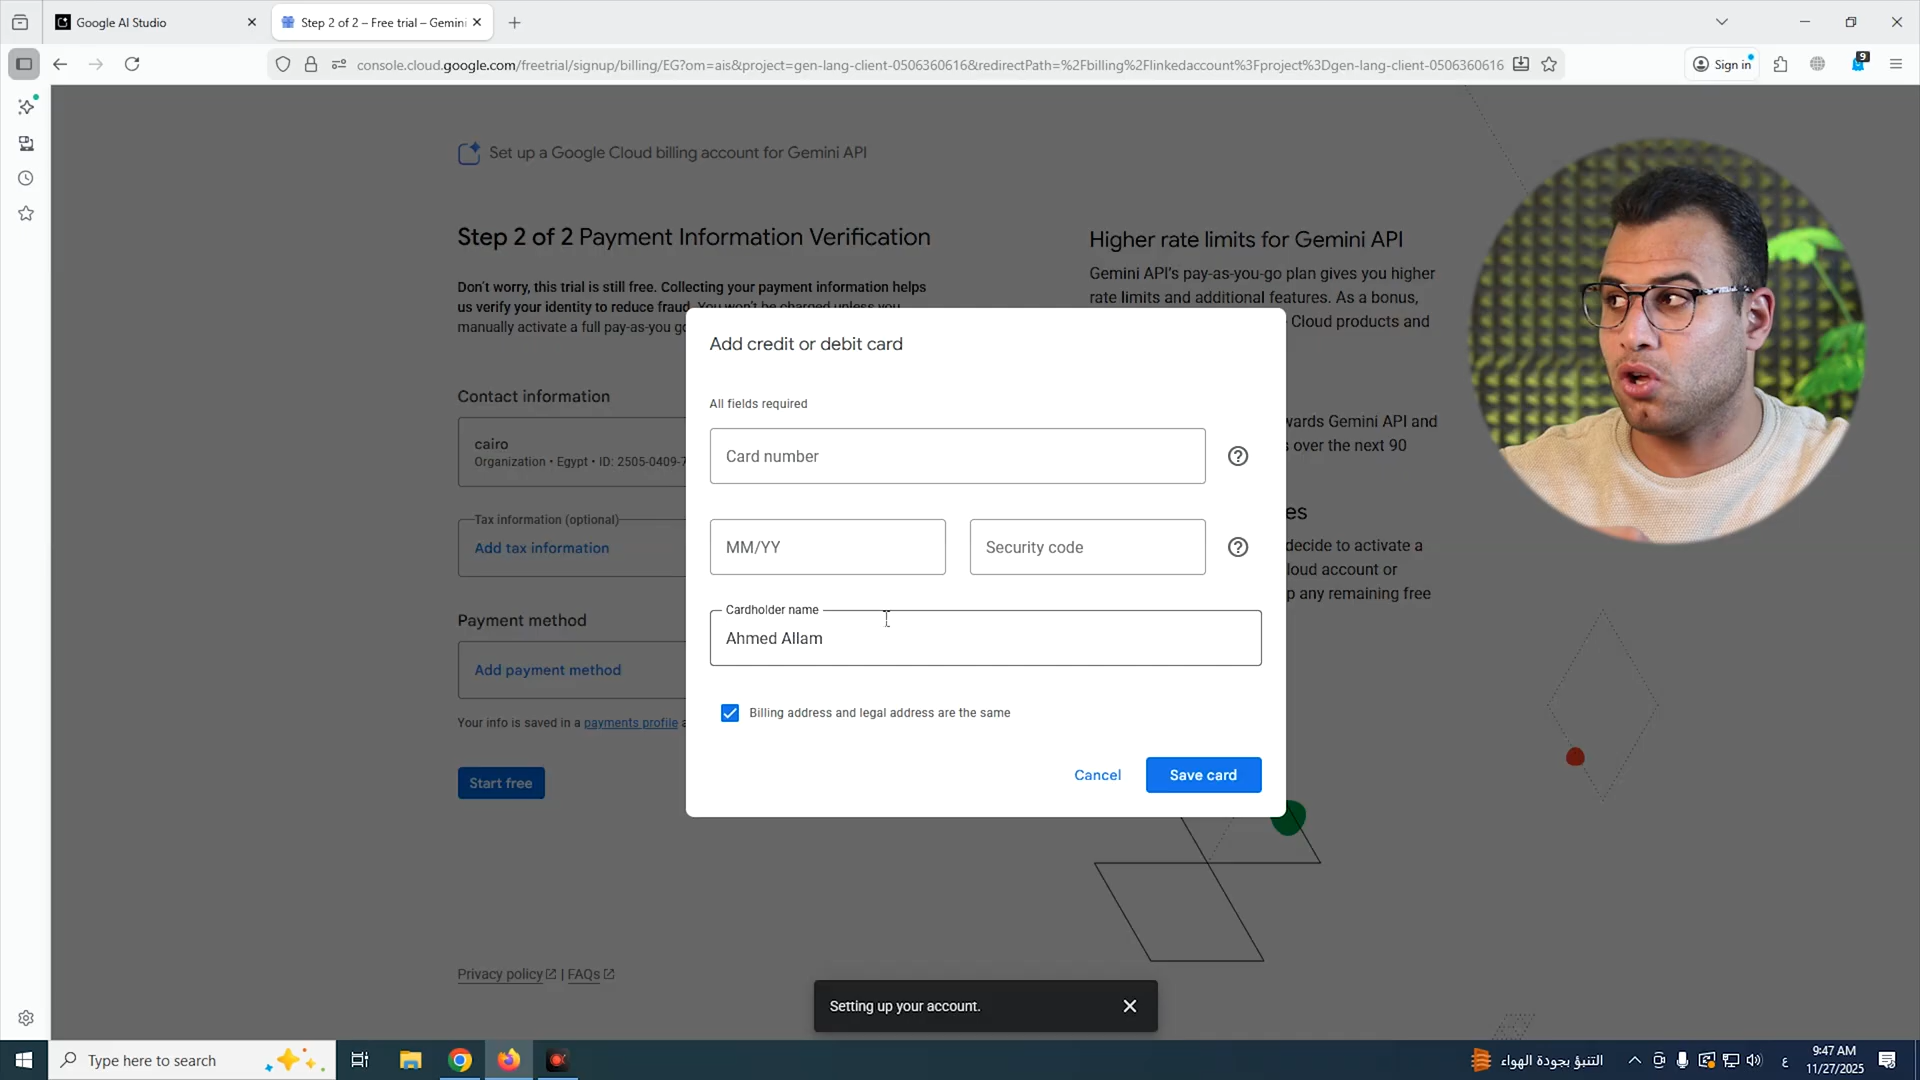 Google AI Studio
Step 2 of 2 – Free trial – Gemini
console.cloud.google.com/freetrial/signup/billing/EG?om=ais&project=gen-lang-client-0506360616&redirectPath=%2Fbilling%2Flinkedaccount%3Fproject%3Dgen-lang-client-0506360616
Sign in
9
Set up a Google Cloud billing account for Gemini API
Step 2 of 2 Payment Information Verification
Don't worry, this trial is still free. Collecting your payment information helps
us verify your identity to reduce fraud. You won't be charged unless you
manually activate a full pay-as-you go
Contact information
cairo
Organization • Egypt • ID: 2505-0409-7
Tax information (optional)
Add tax information
Payment method
Add payment method
Your info is saved in a payments profile a
Start free
Privacy policy | FAQs
Higher rate limits for Gemini API
Gemini API's pay-as-you-go plan gives you higher
rate limits and additional features. As a bonus,
Cloud products and
wards Gemini API and
s over the next 90
es
decide to activate a
loud account or
p any remaining free
Add credit or debit card
All fields required
Card number
MM/YY
Security code
Cardholder name
Ahmed Allam
Billing address and legal address are the same
Cancel
Save card
Setting up your account.
Type here to search
التنبؤ بجودة الهواء
ع
9:47 AM
11/27/2025